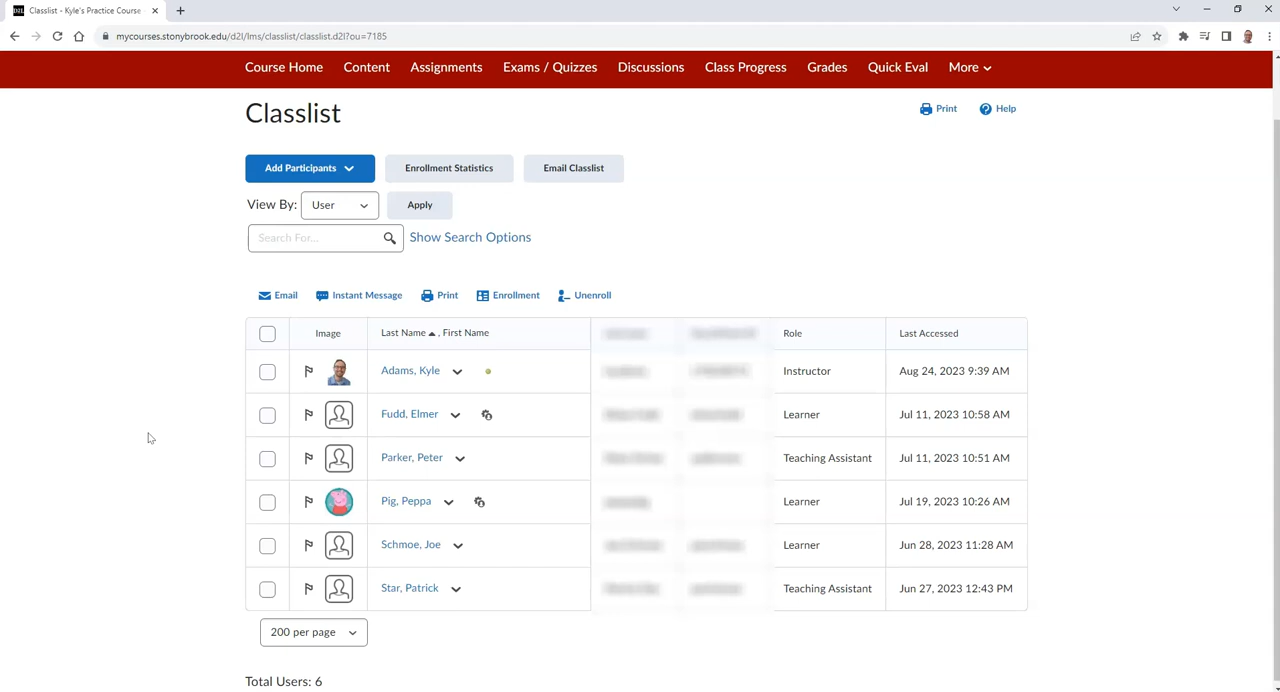 D2L Classlist - Kyle's Practice Course
mycourses.stonybrook.edu/d2l/lms/classlist/classlist.d2l?ou=7185
Course Home Content Assignments Exams / Quizzes Discussions Class Progress Grades Quick Eval More
Classlist Print Help
Add Participants Enrollment Statistics Email Classlist
View By: User Apply
Search For... Show Search Options
Email Instant Message Print Enrollment Unenroll
Image Last Name , First Name Role Last Accessed
Adams, Kyle Instructor Aug 24, 2023 9:39 AM
Fudd, Elmer Learner Jul 11, 2023 10:58 AM
Parker, Peter Teaching Assistant Jul 11, 2023 10:51 AM
Pig, Peppa Learner Jul 19, 2023 10:26 AM
Schmoe, Joe Learner Jun 28, 2023 11:28 AM
Star, Patrick Teaching Assistant Jun 27, 2023 12:43 PM
200 per page
Total Users: 6